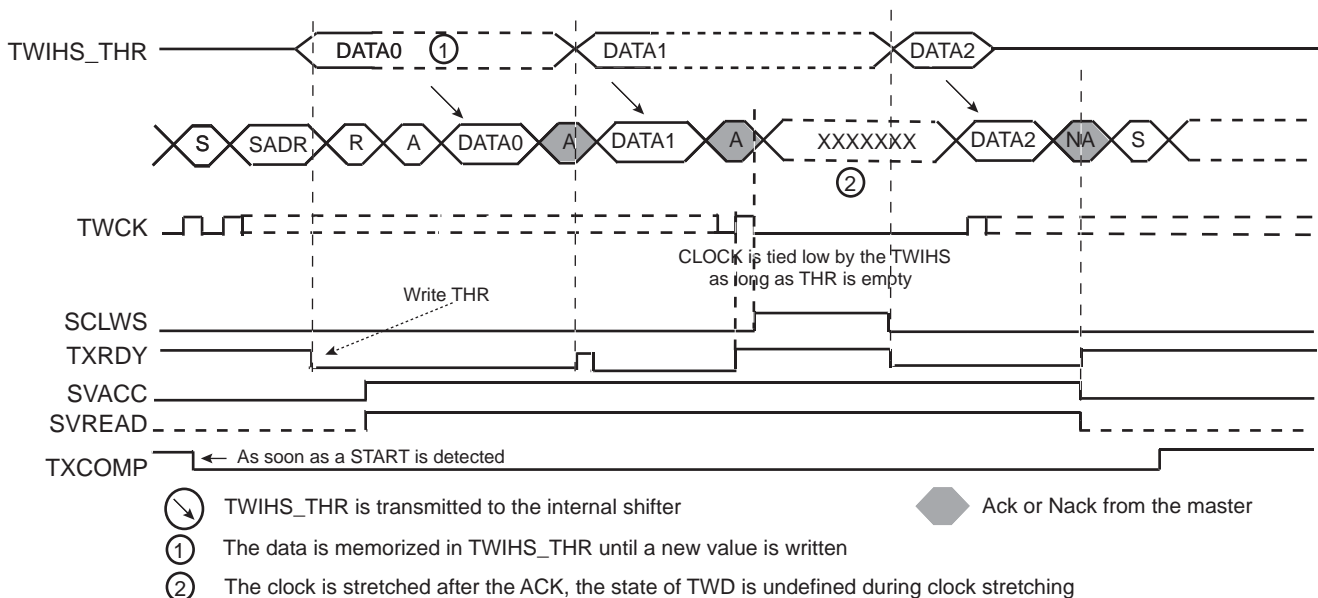 TWIHS_THR DATA0 1 DATA1 DATA2
S SADR R A DATA0 A DATA1 A XXXXXXX DATA2 NA S
2
TWCK
CLOCK is tied low by the TWIHS
as long as THR is empty
Write THR
SCLWS
TXRDY
SVACC
SVREAD
TXCOMP As soon as a START is detected
TWIHS_THR is transmitted to the internal shifter Ack or Nack from the master
1 The data is memorized in TWIHS_THR until a new value is written
2 The clock is stretched after the ACK, the state of TWD is undefined during clock stretching